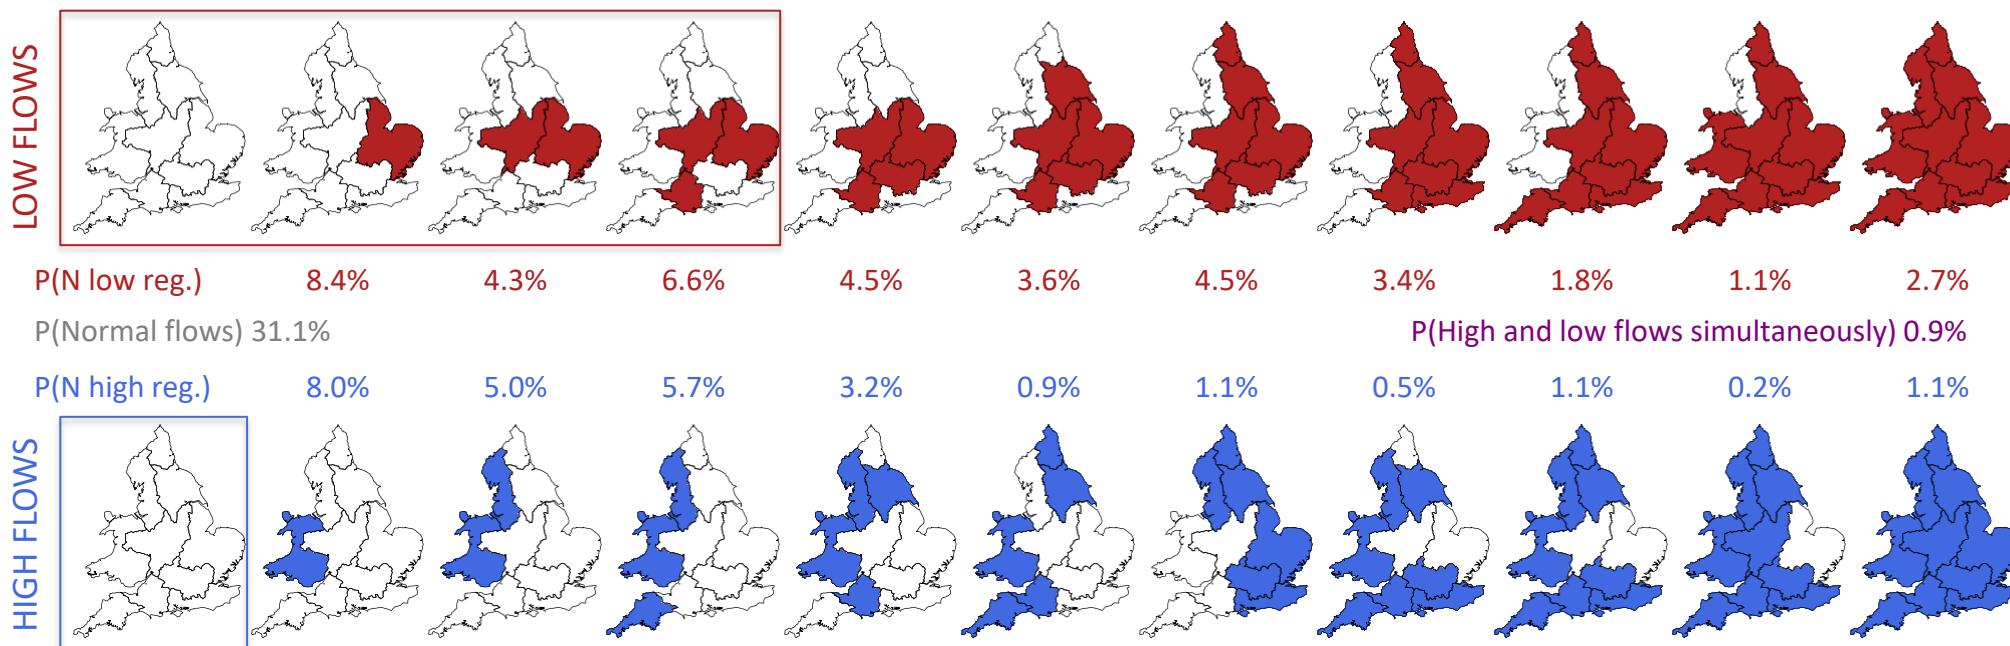 LOW FLOWS
P(N low reg.) 8.4% 4.3% 6.6% 4.5% 3.6% 4.5% 3.4% 1.8% 1.1% 2.7%
P(Normal flows) 31.1% P(High and low flows simultaneously) 0.9%
P(N high reg.) 8.0% 5.0% 5.7% 3.2% 0.9% 1.1% 0.5% 1.1% 0.2% 1.1%
HIGH FLOWS